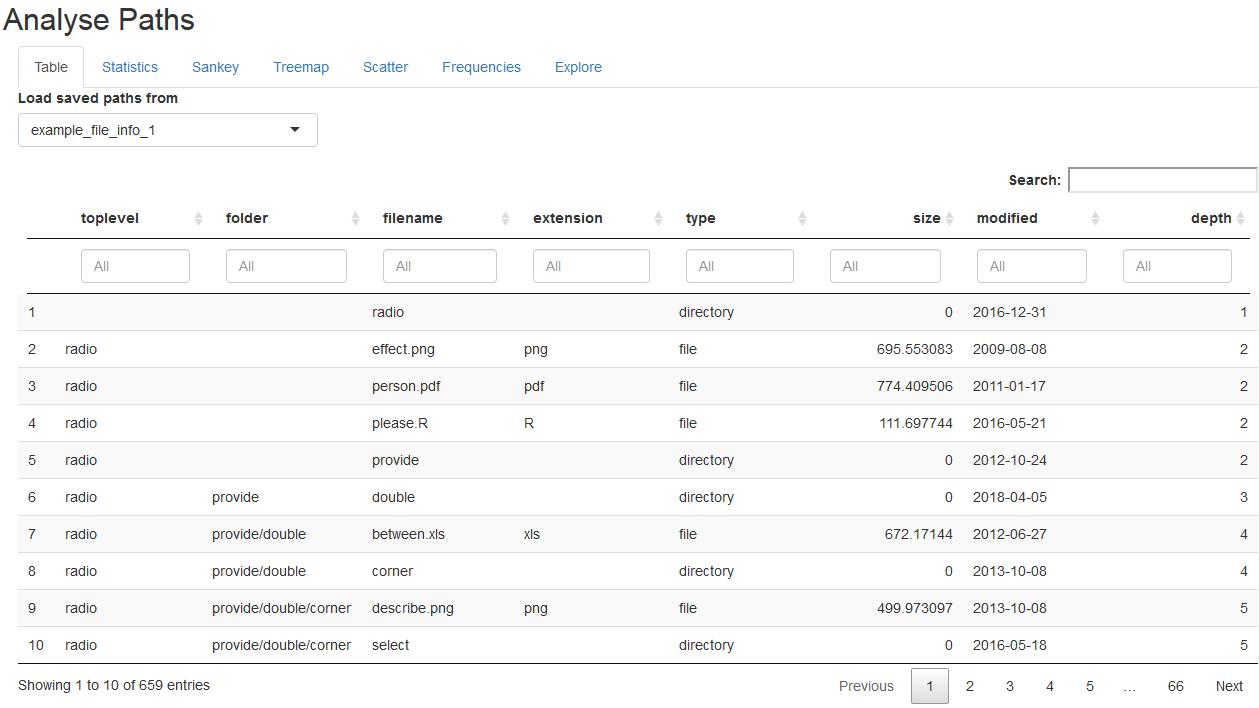 Analyse Paths
Table Statistics Sankey Treemap Scatter Frequencies Explore
Load saved paths from
example_file_info_1
Search:
toplevel folder filename extension type size modified depth
All All All All All All All All
1 radio directory 0 2016-12-31 1
2 radio effect.png png file 695.553083 2009-08-08 2
3 radio person.pdf pdf file 774.409506 2011-01-17 2
4 radio please.R R file 111.697744 2016-05-21 2
5 radio provide directory 0 2012-10-24 2
6 radio provide double directory 0 2018-04-05 3
7 radio provide/double between.xls xls file 672.17144 2012-06-27 4
8 radio provide/double corner directory 0 2013-10-08 4
9 radio provide/double/corner describe.png png file 499.973097 2013-10-08 5
10 radio provide/double/corner select directory 0 2016-05-18 5
Showing 1 to 10 of 659 entries
Previous 1 2 3 4 5 … 66 Next